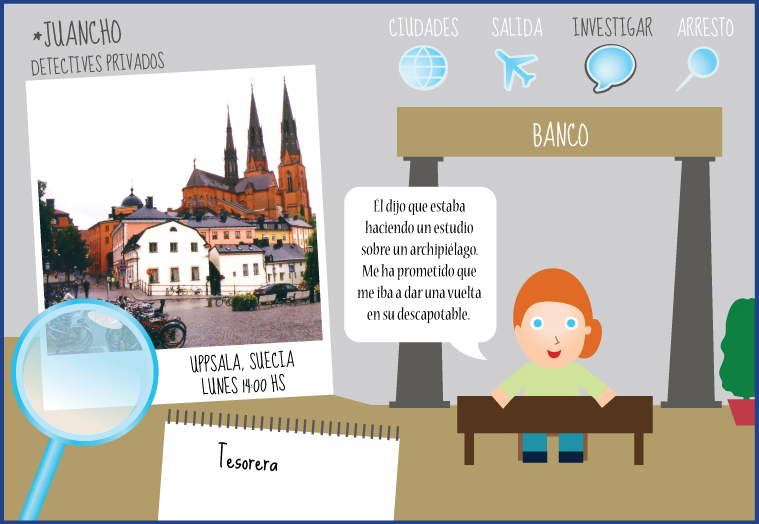 *JUANCHO
DETECTIVES PRIVADOS
CIUDADES
SALIDA
INVESTIGAR
ARRESTO
BANCO
Él dijo que estaba
haciendo un estudio
sobre un archipiélago.
Me ha prometido que
me iba a dar una vuelta
en su descapotable.
UPPSALA, SUECIA
LUNES 14:00 HS
Tesorera